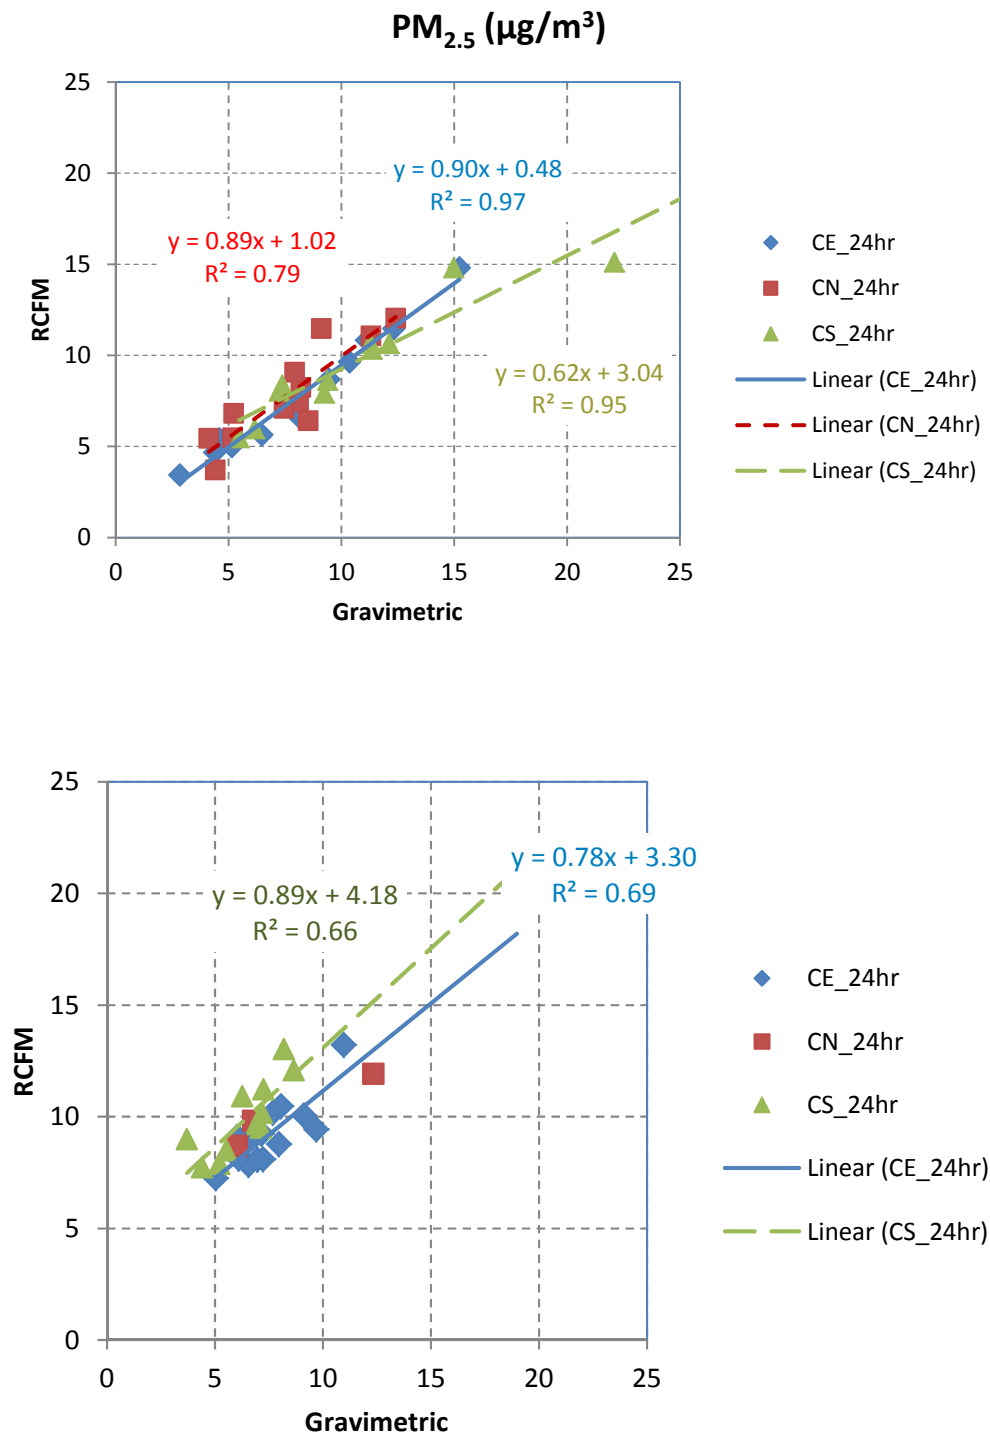 PM2.5 (µg/m³)
25
20
15
10
5
0
RCFM
y = 0.90x + 0.48
R² = 0.97
y = 0.89x + 1.02
R² = 0.79
y = 0.62x + 3.04
R² = 0.95
0 5 10 15 20 25
Gravimetric
CE_24hr
CN_24hr
CS_24hr
Linear (CE_24hr)
Linear (CN_24hr)
Linear (CS_24hr)
25
20
15
10
5
0
RCFM
y = 0.78x + 3.30
R² = 0.69
y = 0.89x + 4.18
R² = 0.66
0 5 10 15 20 25
Gravimetric
CE_24hr
CN_24hr
CS_24hr
Linear (CE_24hr)
Linear (CS_24hr)